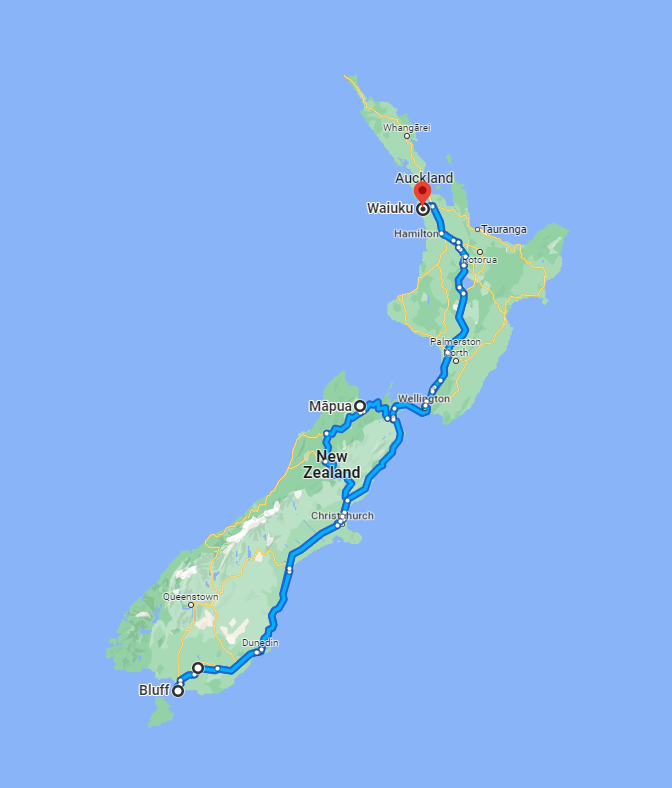 Whangārei
Auckland
Waiuku
Tauranga
Hamilton
Rotorua
Palmerston
North
Wellington
Māpua
New
Zealand
Christchurch
Queenstown
Dunedin
Bluff